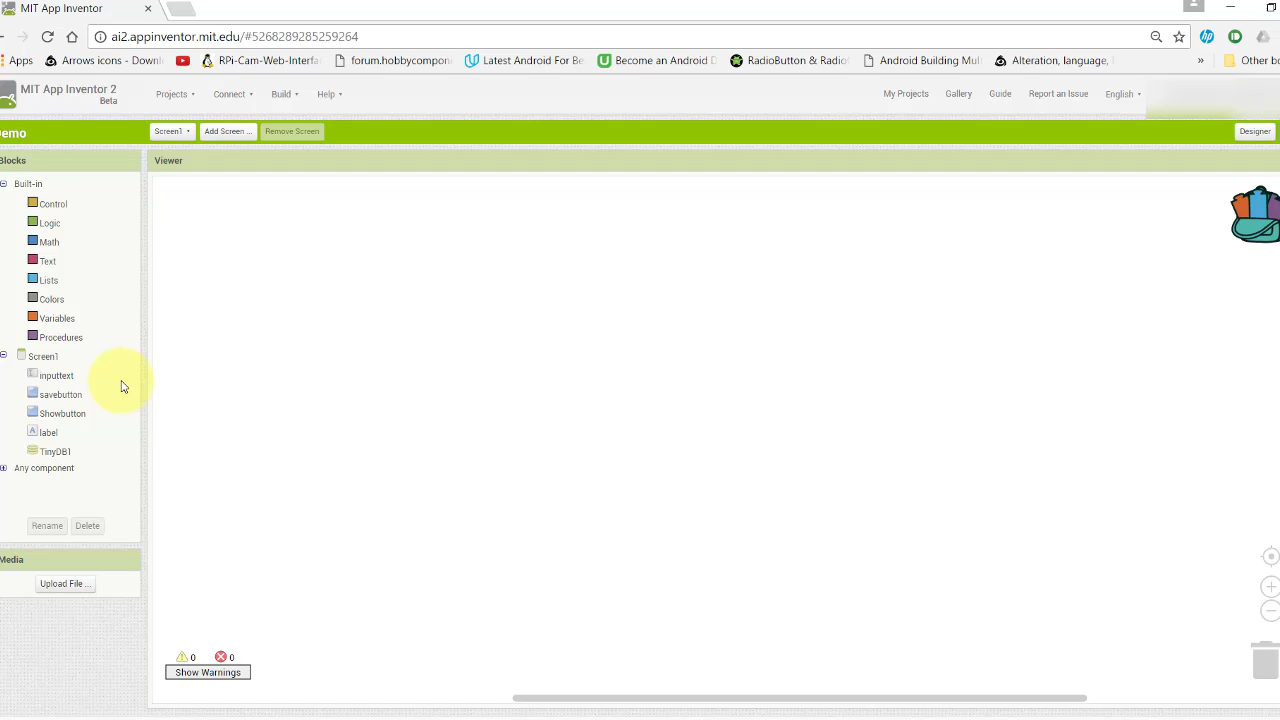 MIT App Inventor
ai2.appinventor.mit.edu/#5268289285259264
Apps Arrows icons - Downl RPi-Cam-Web-Interfa forum.hobbycompon Latest Android For Be Become an Android D RadioButton & Radio Android Building Mul Alteration, language, » Other bo
MIT App Inventor 2
Beta
Projects Connect Build Help My Projects Gallery Guide Report an Issue English
emo Screen1 Add Screen ... Remove Screen Designer
Blocks Viewer
Built-in
Control
Logic
Math
Text
Lists
Colors
Variables
Procedures
Screen1
inputtext
savebutton
Showbutton
label
TinyDB1
Any component
Rename Delete
Media
Upload File ...
0 0
Show Warnings